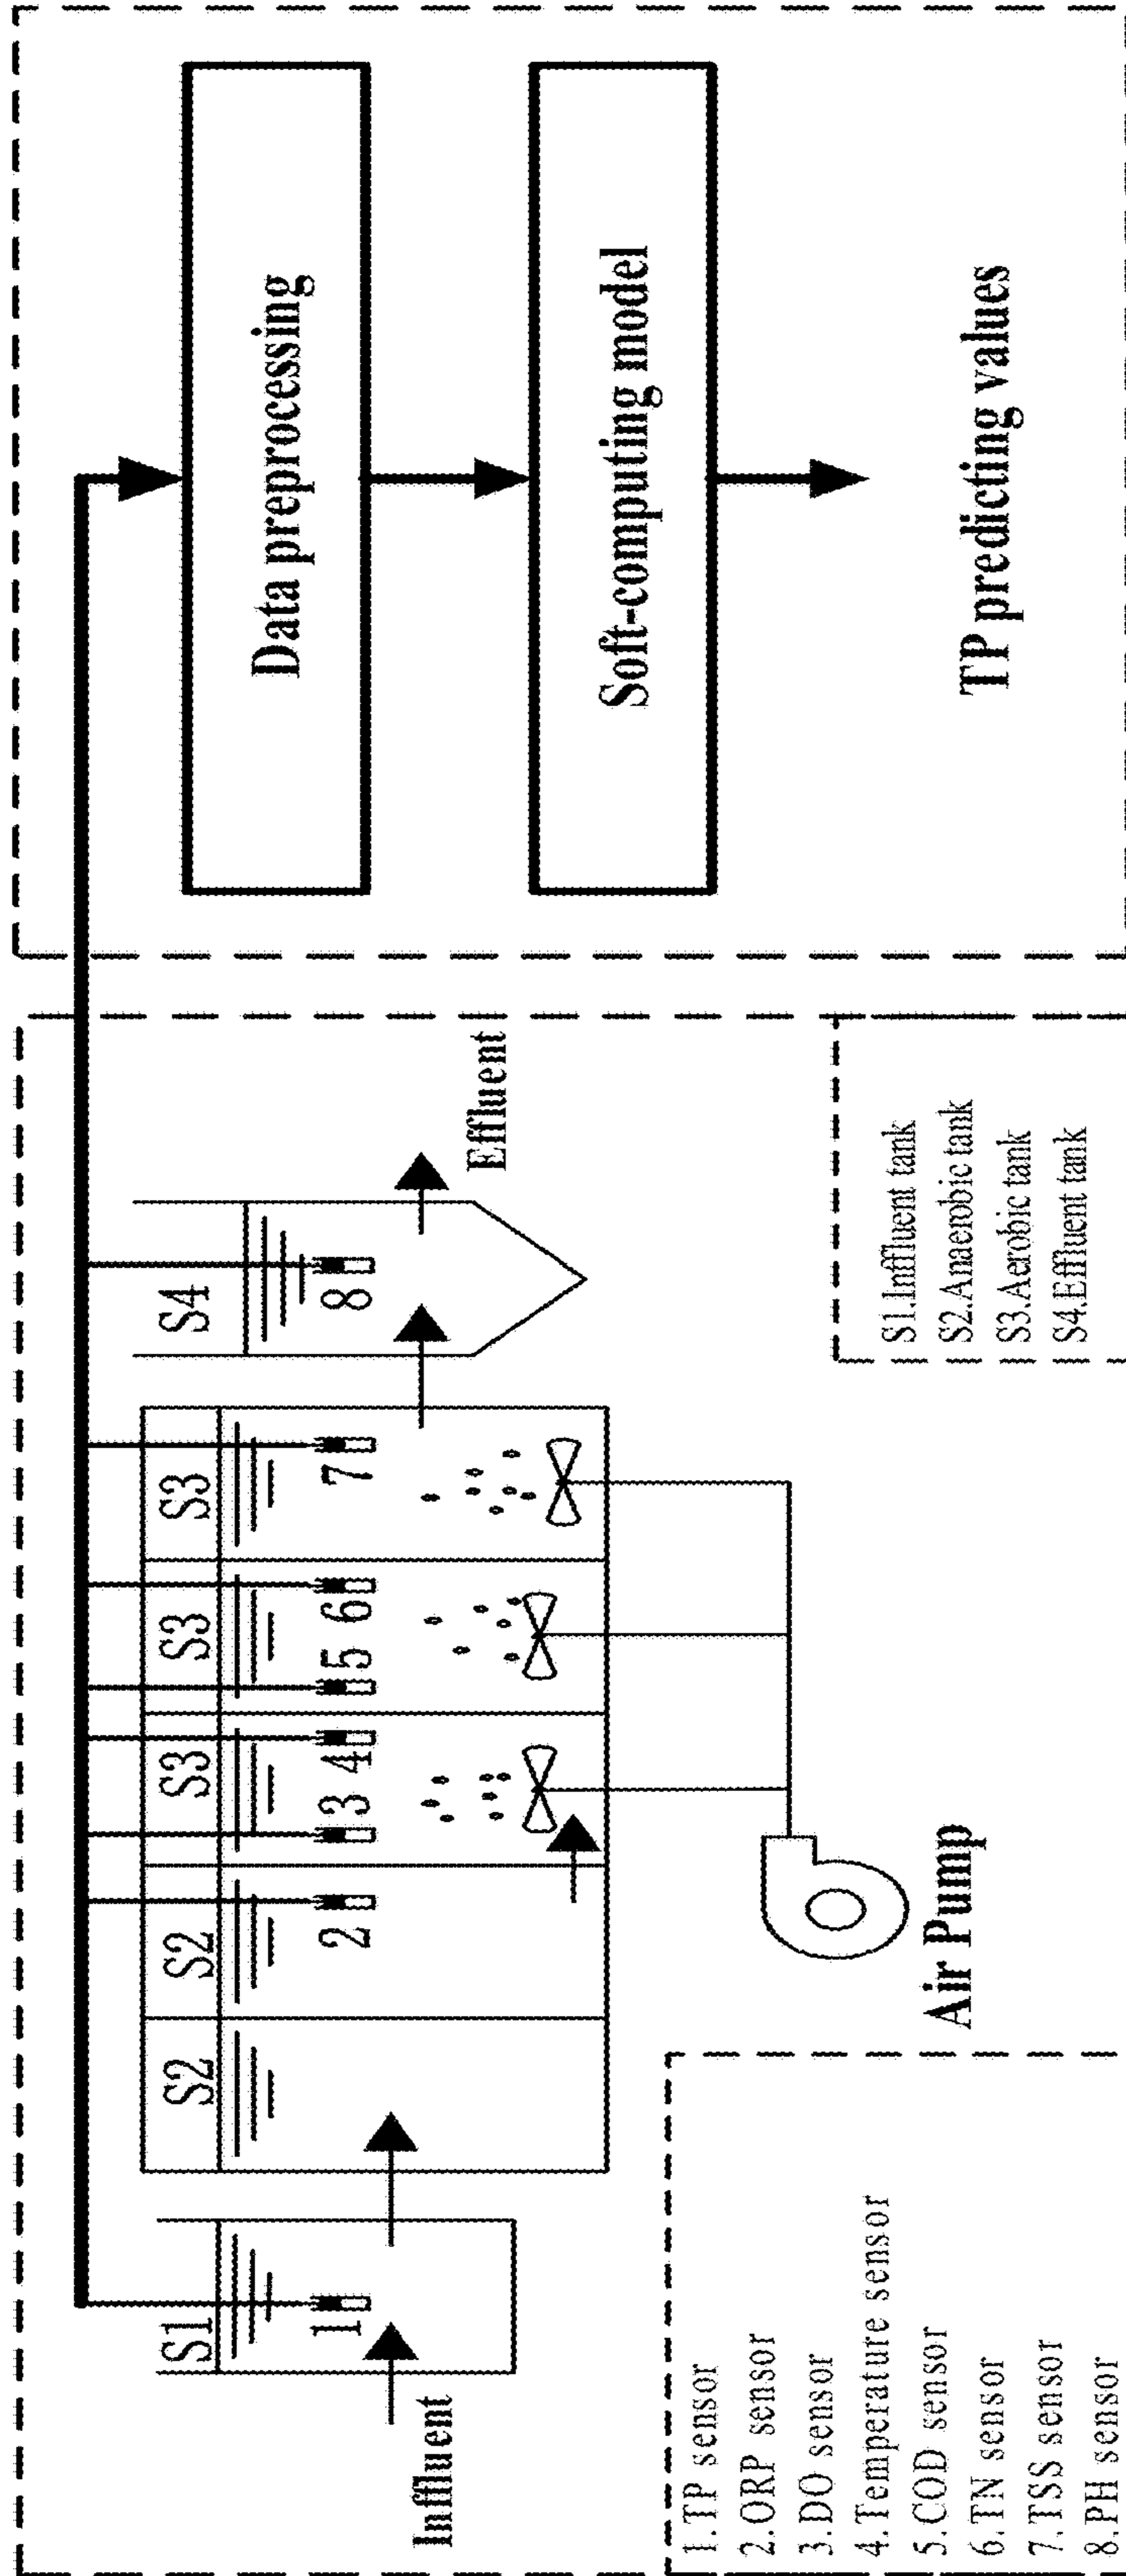 Data preprocessing
Soft-computing model
TP predicting values
S1
S2
S2
S3
S3
S3
S4
1
2
3 4
5 6
7
8
Inffluent
Effluent
Air Pump
1.TP sensor
2.ORP sensor
3.DO sensor
4.Temperature sensor
5.COD sensor
6.TN sensor
7.TSS sensor
8.PH sensor
S1.Inffluent tank
S2.Anaerobic tank
S3.Aerobic tank
S4.Effluent tank